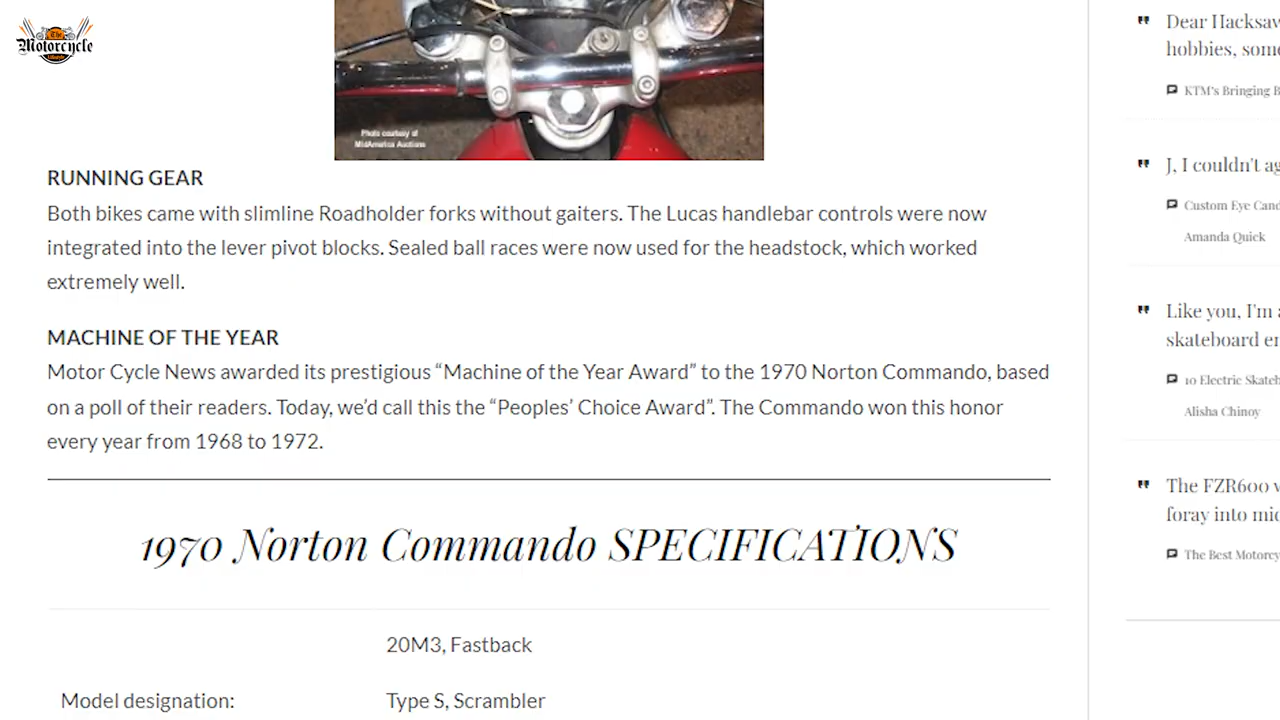 The
Motorcycle
Photo courtesy of
MidAmerica Auctions
RUNNING GEAR
Both bikes came with slimline Roadholder forks without gaiters. The Lucas handlebar controls were now
integrated into the lever pivot blocks. Sealed ball races were now used for the headstock, which worked
extremely well.
MACHINE OF THE YEAR
Motor Cycle News awarded its prestigious “Machine of the Year Award” to the 1970 Norton Commando, based
on a poll of their readers. Today, we’d call this the “Peoples’ Choice Award”. The Commando won this honor
every year from 1968 to 1972.
1970 Norton Commando SPECIFICATIONS
20M3, Fastback
Model designation: Type S, Scrambler
Dear Hacksaw
hobbies, some
KTM's Bringing B
J, I couldn't ag
Custom Eye Cand
Amanda Quick
Like you, I'm a
skateboard en
10 Electric Skateb
Alisha Chinoy
The FZR600 w
foray into mid
The Best Motorcy